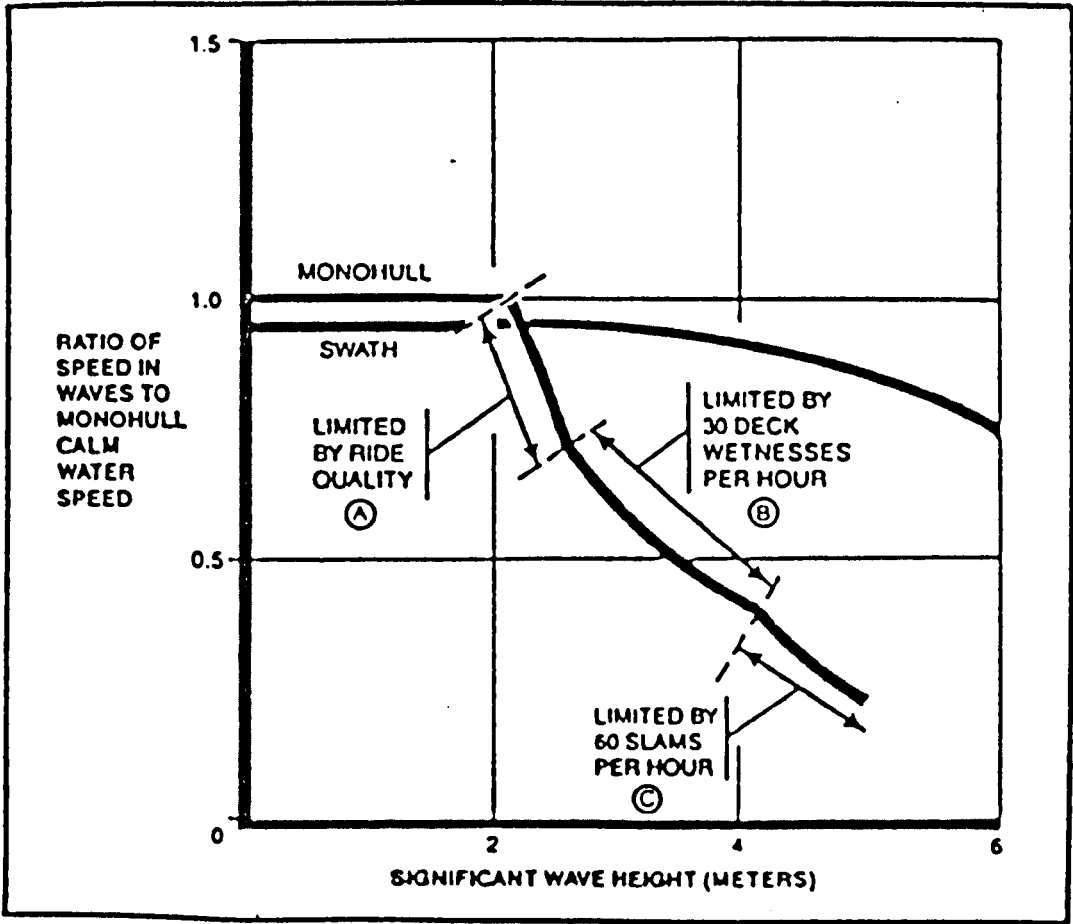 1.5
MONOHULL
1.0
SWATH
RATIO OF
SPEED IN
WAVES TO
MONOHULL
CALM
WATER
SPEED
LIMITED
BY RIDE
QUALITY
A
LIMITED BY
30 DECK
WETNESSES
PER HOUR
B
0.5
LIMITED BY
60 SLAMS
PER HOUR
C
0
2
4
6
SIGNIFICANT WAVE HEIGHT (METERS)